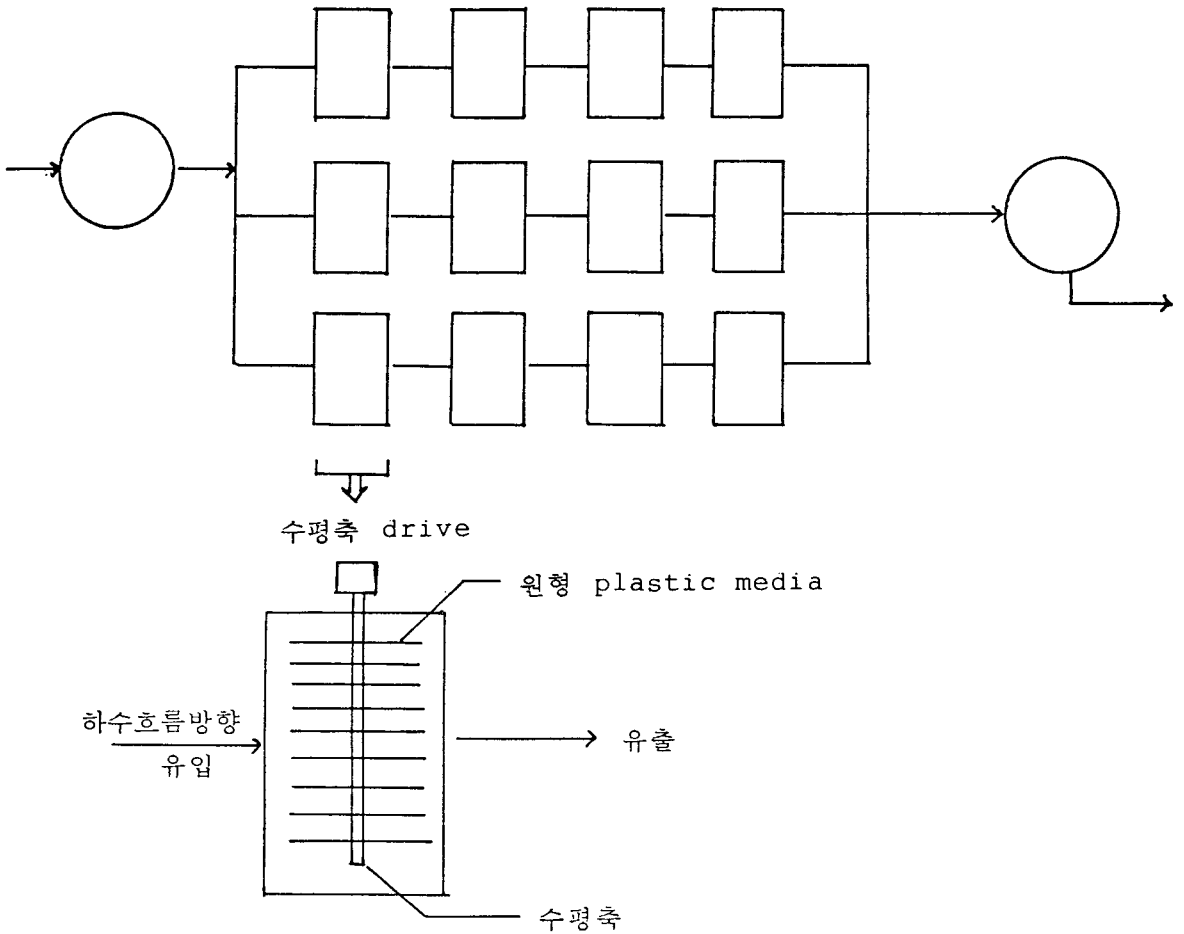 수평축 drive
원형 plastic media
하수흐름방향
유입
유출
수평축